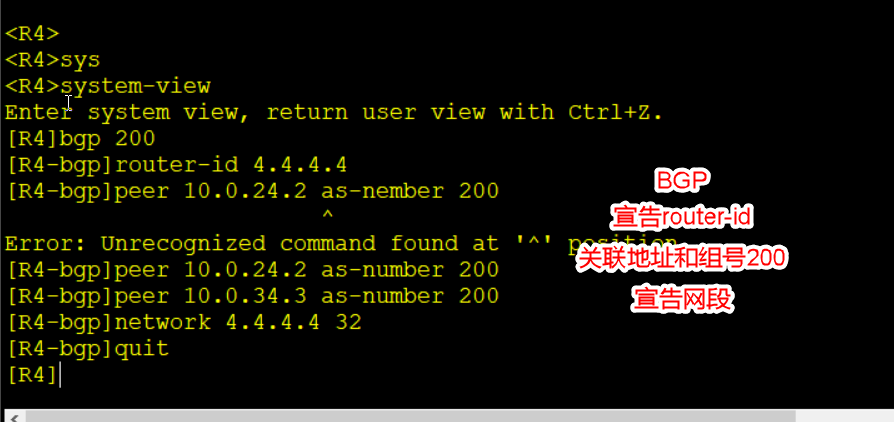 <R4>
<R4>sys
<R4>system-view
Enter system view, return user view with Ctrl+Z.
[R4]bgp 200
[R4-bgp]router-id 4.4.4.4
[R4-bgp]peer 10.0.24.2 as-nember 200
^
Error: Unrecognized command found at '^' position.
[R4-bgp]peer 10.0.24.2 as-number 200
[R4-bgp]peer 10.0.34.3 as-number 200
[R4-bgp]network 4.4.4.4 32
[R4-bgp]quit
[R4]
BGP
宣告router-id
关联地址和组号200
宣告网段